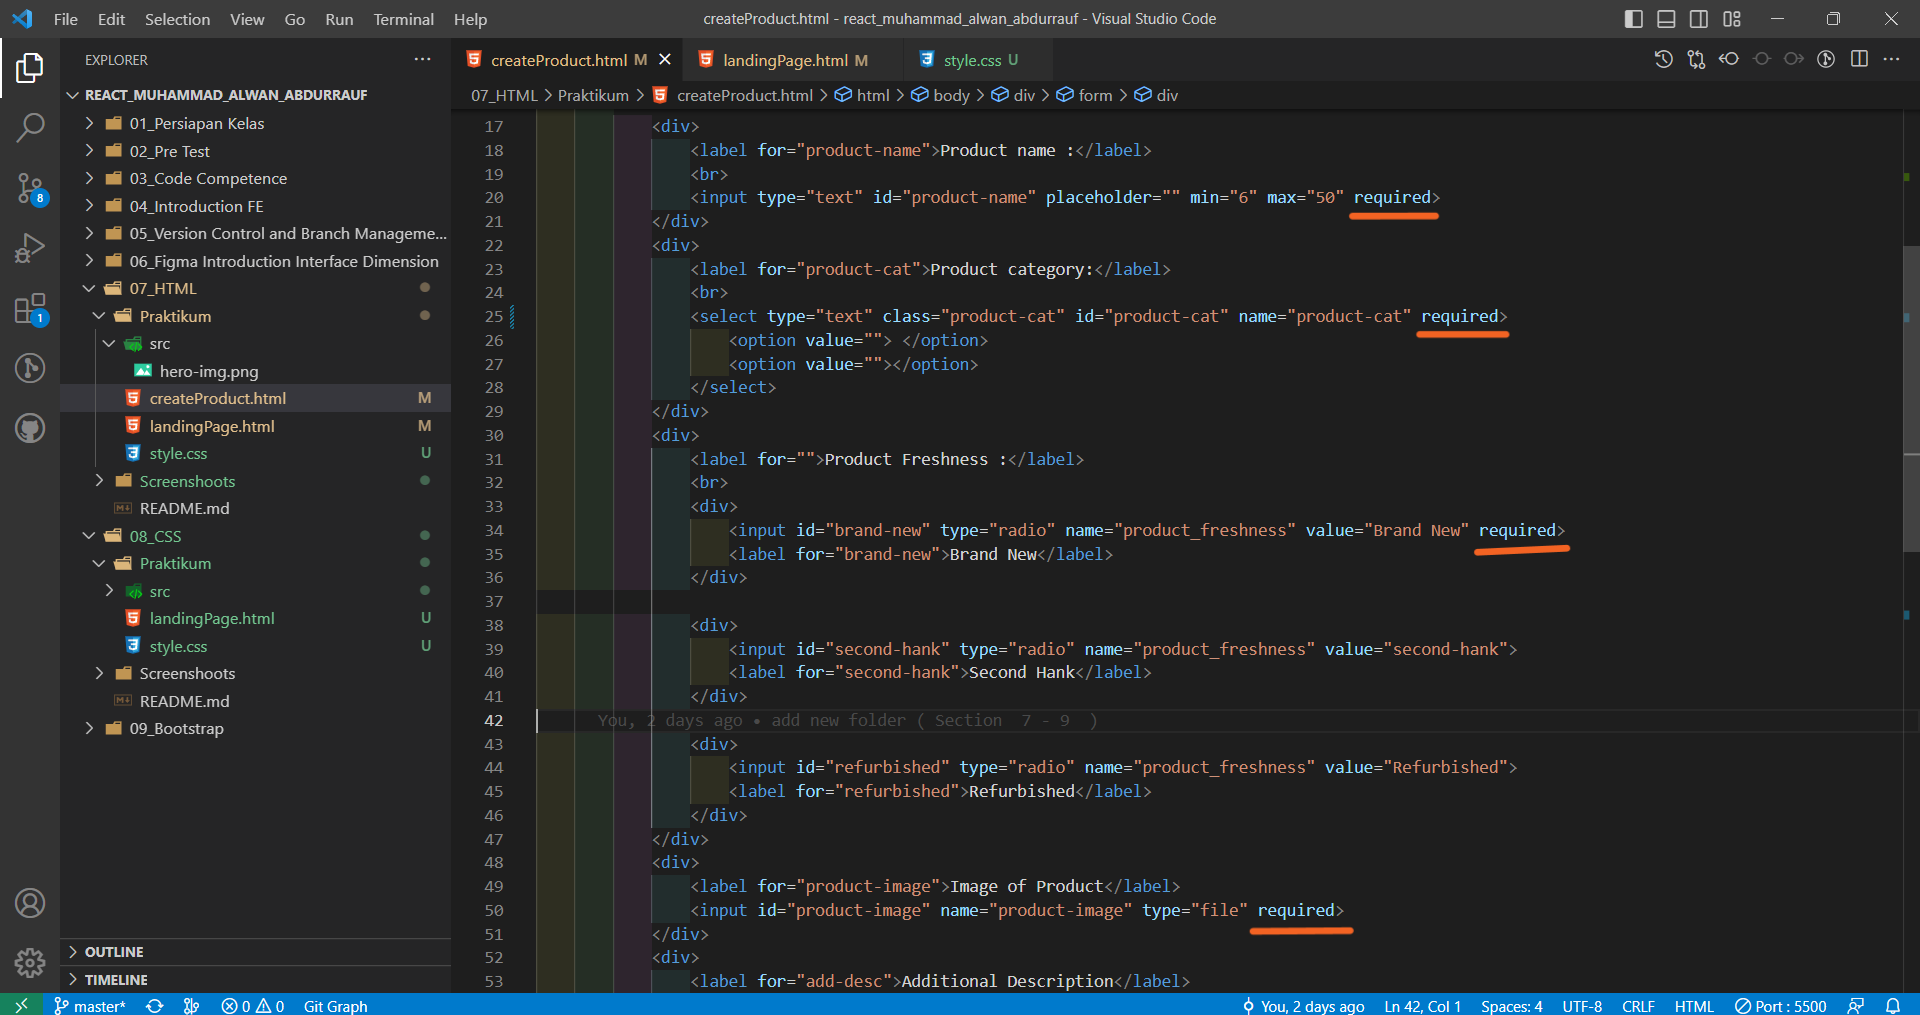 File Edit Selection View Go Run Terminal Help
createProduct.html - react_muhammad_alwan_abdurrauf - Visual Studio Code
EXPLORER
createProduct.html M
landingPage.html M
style.css U
07_HTML > Praktikum > createProduct.html > html > body > div > form > div
REACT_MUHAMMAD_ALWAN_ABDURRAUF
01_Persiapan Kelas
02_Pre Test
03_Code Competence
04_Introduction FE
05_Version Control and Branch Manageme...
06_Figma Introduction Interface Dimension
07_HTML
Praktikum
src
hero-img.png
createProduct.html M
landingPage.html M
style.css U
Screenshoots
README.md
08_CSS
Praktikum
src
landingPage.html U
style.css U
Screenshoots
README.md
09_Bootstrap
OUTLINE
TIMELINE
8
1
17 <div>
18 <label for="product-name">Product name :</label>
19 <br>
20 <input type="text" id="product-name" placeholder="" min="6" max="50" required>
21 </div>
22 <div>
23 <label for="product-cat">Product category:</label>
24 <br>
25 <select type="text" class="product-cat" id="product-cat" name="product-cat" required>
26 <option value=""> </option>
27 <option value=""></option>
28 </select>
29 </div>
30 <div>
31 <label for="">Product Freshness :</label>
32 <br>
33 <div>
34 <input id="brand-new" type="radio" name="product_freshness" value="Brand New" required>
35 <label for="brand-new">Brand New</label>
36 </div>
37
38 <div>
39 <input id="second-hank" type="radio" name="product_freshness" value="second-hank">
40 <label for="second-hank">Second Hank</label>
41 </div>
42 You, 2 days ago • add new folder ( Section 7 - 9 )
43 <div>
44 <input id="refurbished" type="radio" name="product_freshness" value="Refurbished">
45 <label for="refurbished">Refurbished</label>
46 </div>
47 </div>
48 <div>
49 <label for="product-image">Image of Product</label>
50 <input id="product-image" name="product-image" type="file" required>
51 </div>
52 <div>
53 <label for="add-desc">Additional Description</label>
master* 0 0 Git Graph You, 2 days ago Ln 42, Col 1 Spaces: 4 UTF-8 CRLF HTML Port : 5500